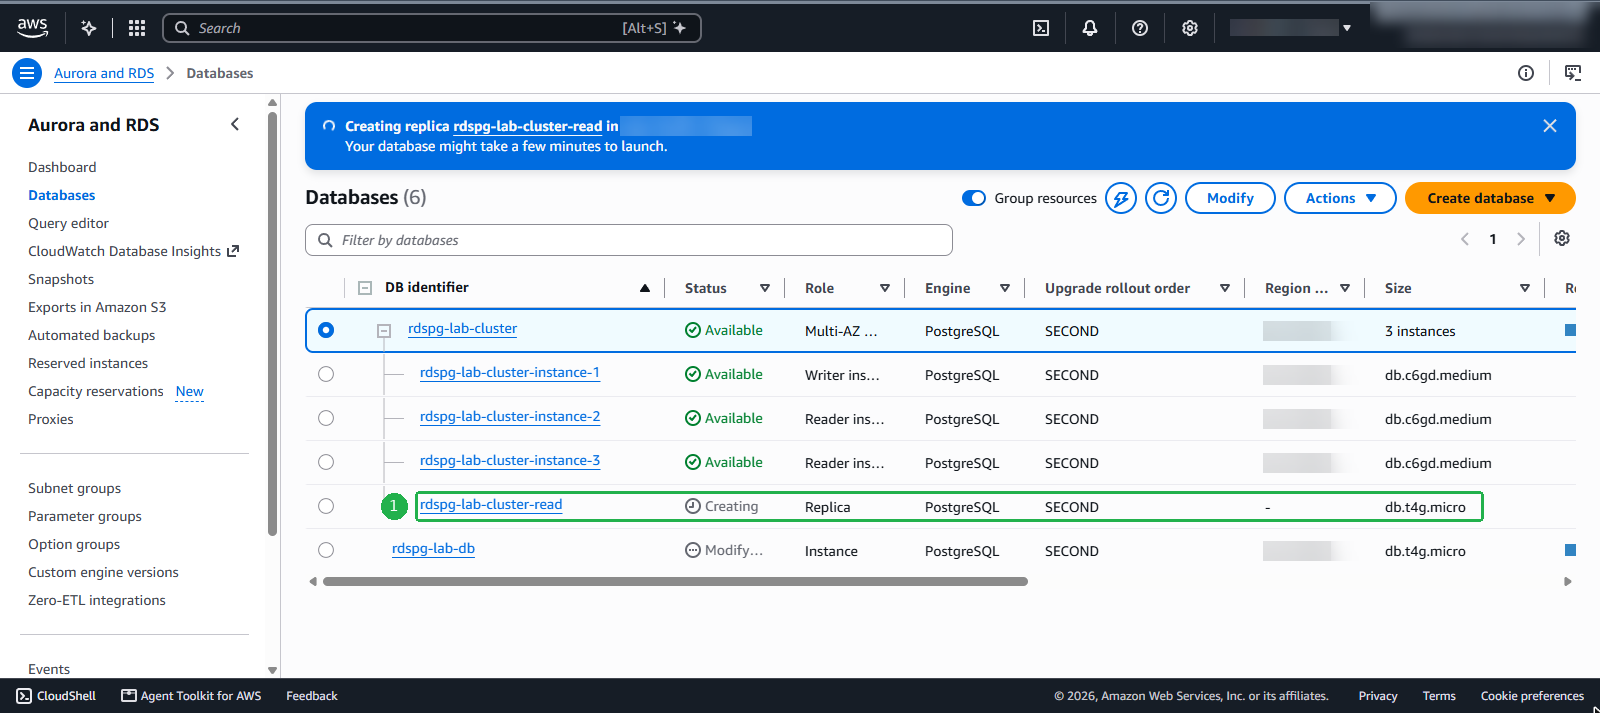 aws
Search [Alt+S]
Aurora and RDS > Databases
Aurora and RDS
Dashboard
Databases
Query editor
CloudWatch Database Insights
Snapshots
Exports in Amazon S3
Automated backups
Reserved instances
Capacity reservations New
Proxies
Subnet groups
Parameter groups
Option groups
Custom engine versions
Zero-ETL integrations
Events
Creating replica rdspg-lab-cluster-read in
Your database might take a few minutes to launch.
Databases (6)
Group resources Modify Actions Create database
Filter by databases
1
DB identifier Status Role Engine Upgrade rollout order Region ... Size
rdspg-lab-cluster Available Multi-AZ ... PostgreSQL SECOND 3 instances
rdspg-lab-cluster-instance-1 Available Writer ins... PostgreSQL SECOND db.c6gd.medium
rdspg-lab-cluster-instance-2 Available Reader ins... PostgreSQL SECOND db.c6gd.medium
rdspg-lab-cluster-instance-3 Available Reader ins... PostgreSQL SECOND db.c6gd.medium
1 rdspg-lab-cluster-read Creating Replica PostgreSQL SECOND - db.t4g.micro
rdspg-lab-db Modify... Instance PostgreSQL SECOND db.t4g.micro
CloudShell Agent Toolkit for AWS Feedback © 2026, Amazon Web Services, Inc. or its affiliates. Privacy Terms Cookie preferences